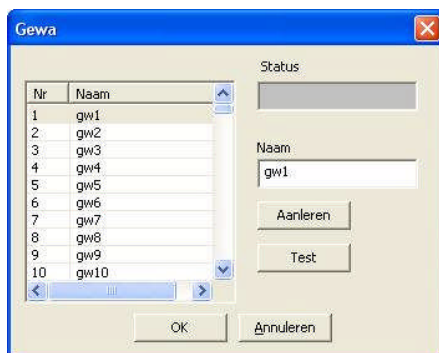 Gewa
Nr Naam
1 gw1
2 gw2
3 gw3
4 gw4
5 gw5
6 gw6
7 gw7
8 gw8
9 gw9
10 gw10
Status
Naam
gw1
Aanleren
Test
OK Annuleren